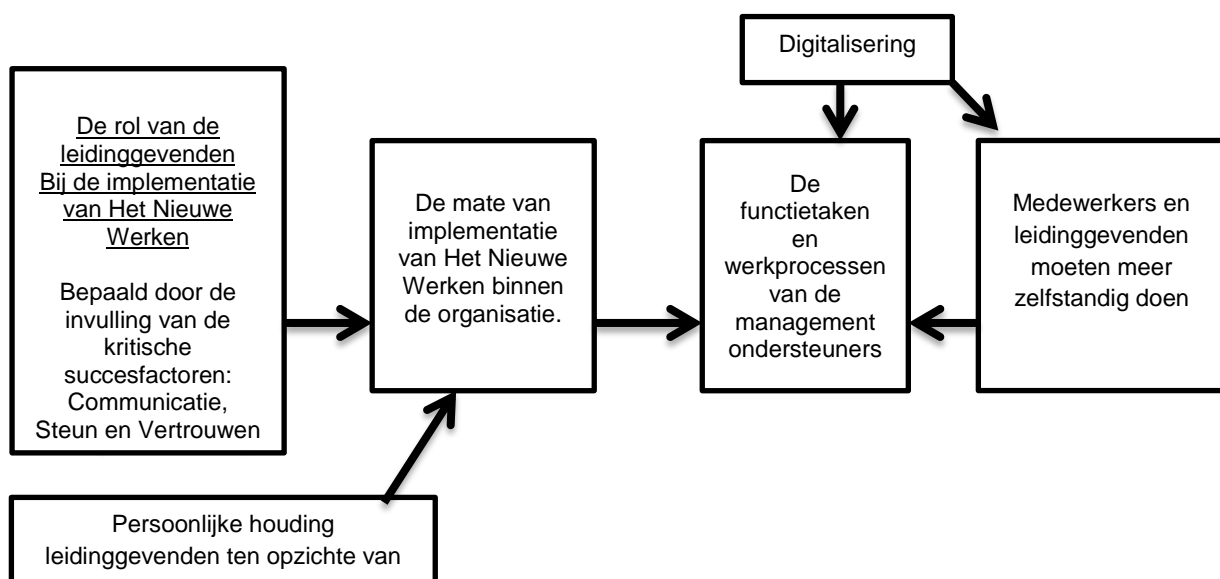 Digitalisering
De rol van de
leidinggevenden
Bij de implementatie
van Het Nieuwe
Werken
Bepaald door de
invulling van de
kritische
succesfactoren:
Communicatie,
Steun en Vertrouwen
De mate van
implementatie
van Het Nieuwe
Werken binnen
de organisatie.
De
functietaken
en
werkprocessen
van de
management
ondersteuners
Medewerkers en
leidinggevenden
moeten meer
zelfstandig doen
Persoonlijke houding
leidinggevenden ten opzichte van